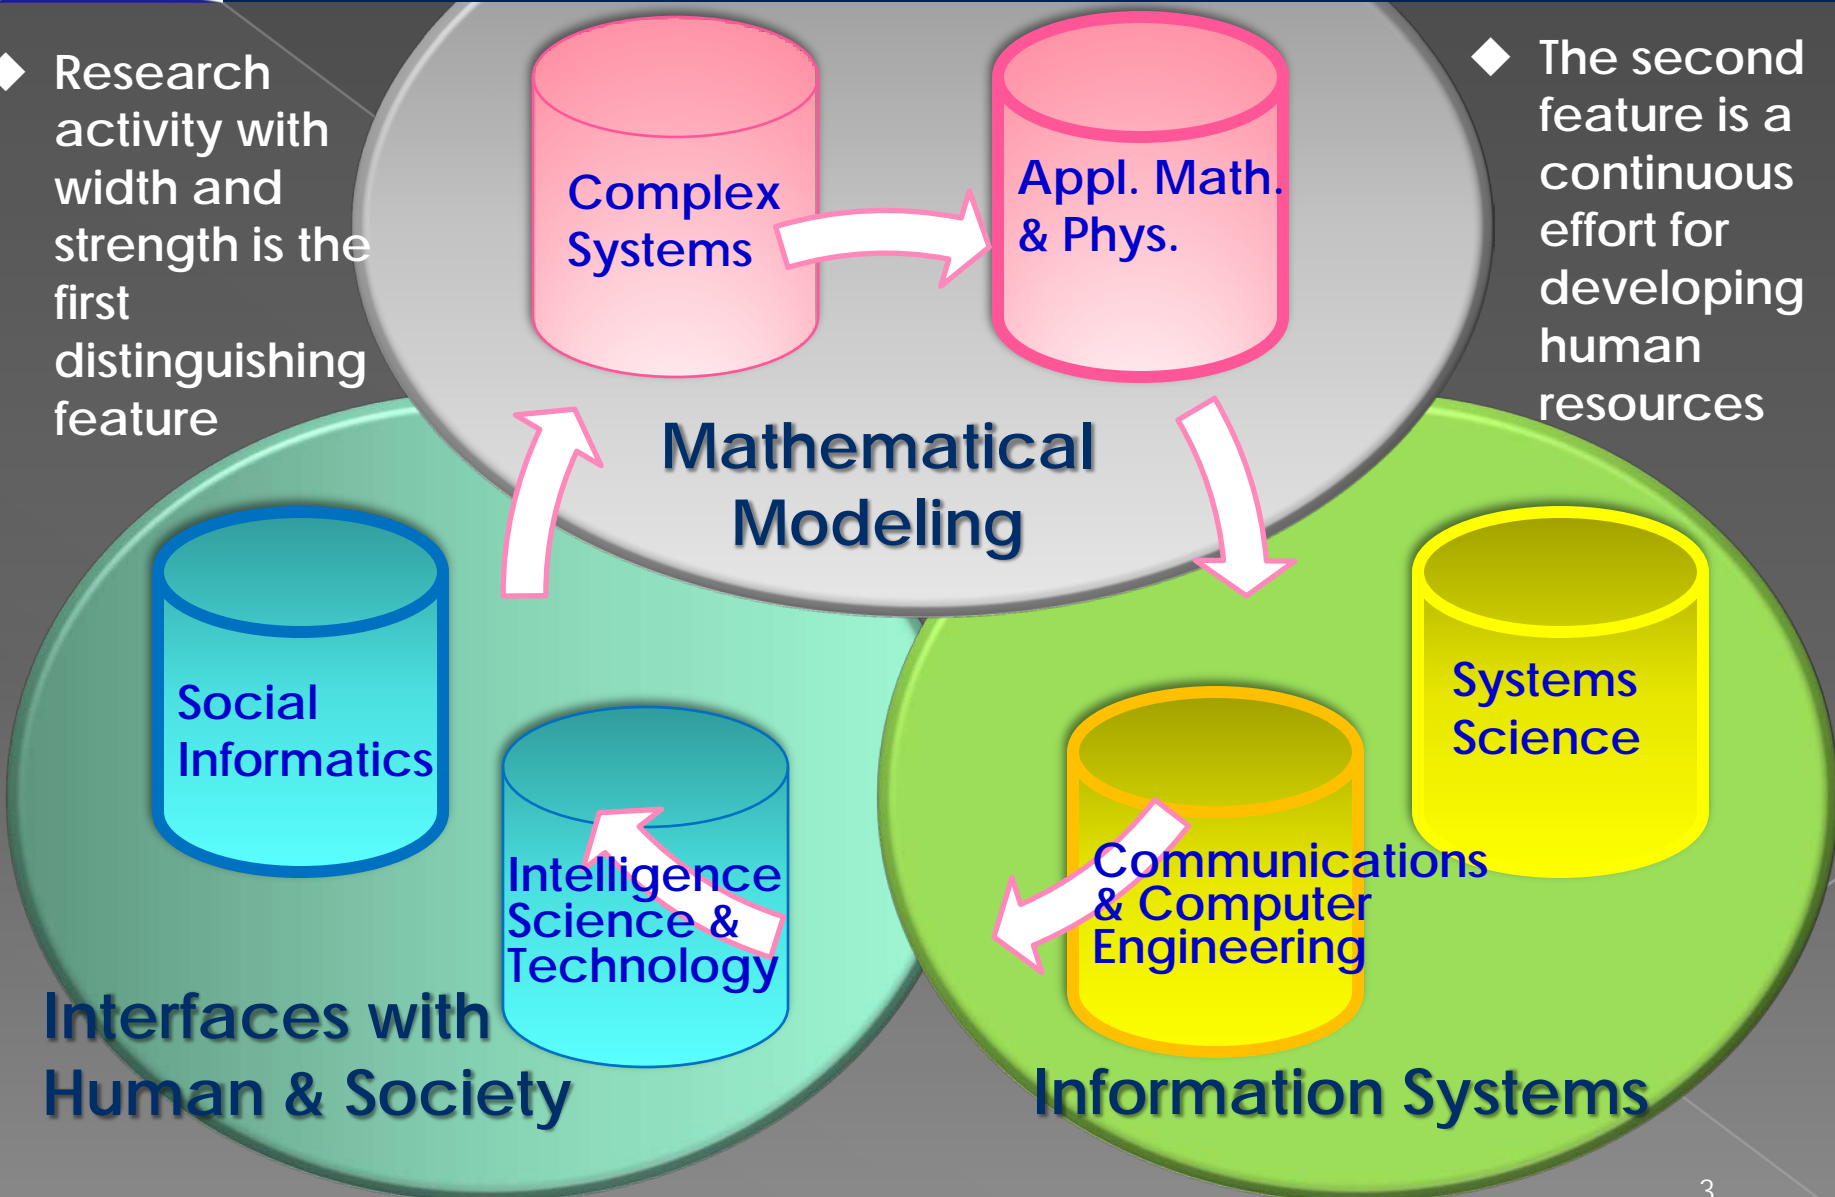 Research
activity with
width and
strength is the
first
distinguishing
feature
The second
feature is a
continuous
effort for
developing
human
resources
Complex
Systems
Appl. Math.
& Phys.
Mathematical
Modeling
Social
Informatics
Intelligence
Science &
Technology
Interfaces with
Human & Society
Systems
Science
Communications
& Computer
Engineering
Information Systems
3